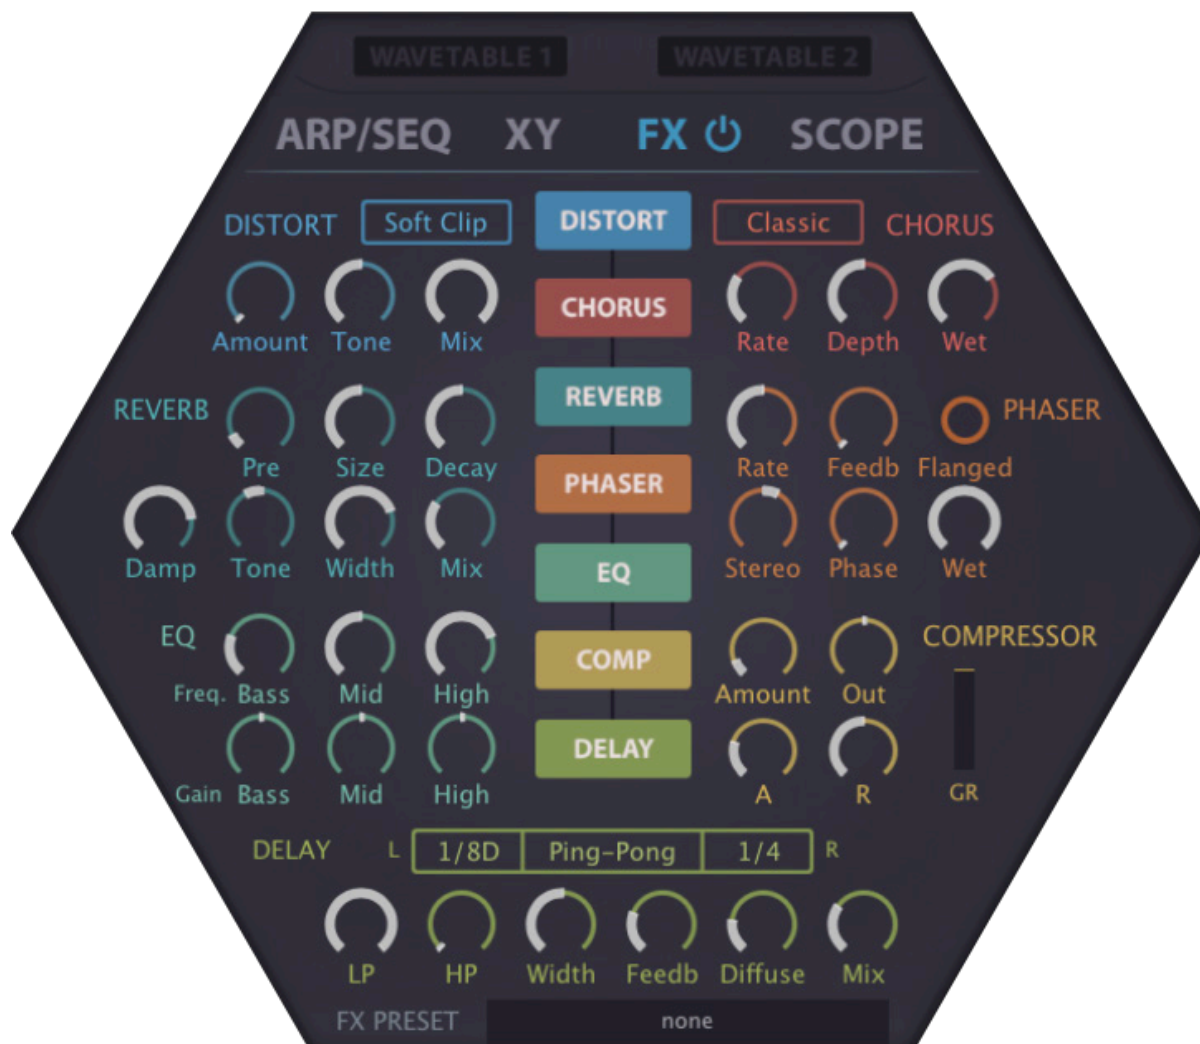 WAVETABLE 1 WAVETABLE 2
ARP/SEQ XY FX SCOPE
DISTORT Soft Clip DISTORT Classic CHORUS
CHORUS
Amount Tone Mix Rate Depth Wet
REVERB REVERB PHASER
Pre Size Decay Rate Feedb Flanged
PHASER
Damp Tone Width Mix Stereo Phase Wet
EQ
EQ COMPRESSOR
COMP
Freq. Bass Mid High Amount Out
DELAY
Gain Bass Mid High A R GR
DELAY L 1/8D Ping-Pong 1/4 R
LP HP Width Feedb Diffuse Mix
FX PRESET none